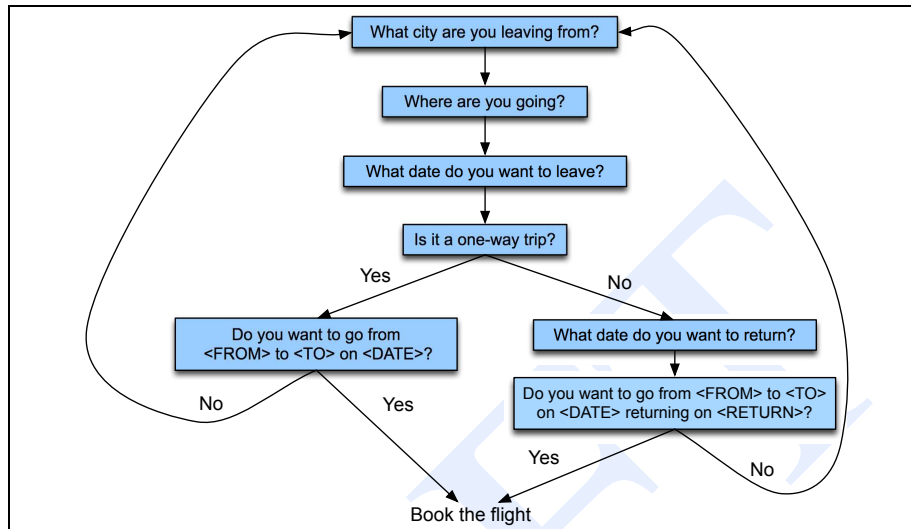 What city are you leaving from?
Where are you going?
What date do you want to leave?
Is it a one-way trip?
Yes
No
Do you want to go from
<FROM> to <TO> on <DATE>?
What date do you want to return?
Do you want to go from <FROM> to <TO>
on <DATE> returning on <RETURN>?
No
Yes
Yes
No
Book the flight